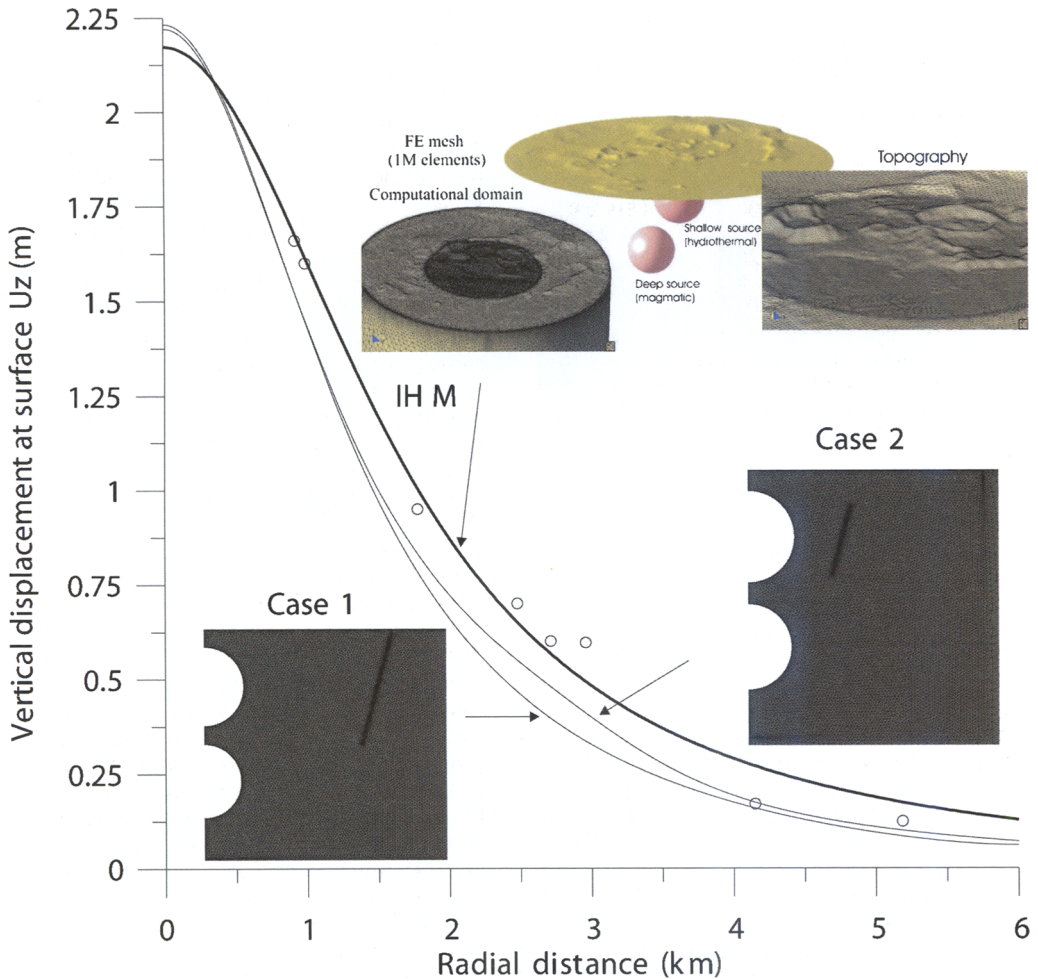 2.25
2
1.75
1.5
1.25
1
0.75
0.5
0.25
0
Vertical displacement at surface Uz (m)
FE mesh
(1M elements)
Computational domain
Topography
Shallow source
(hydrothermal)
Deep source
(magmatic)
IH M
Case 2
Case 1
0 1 2 3 4 5 6
Radial distance (km)